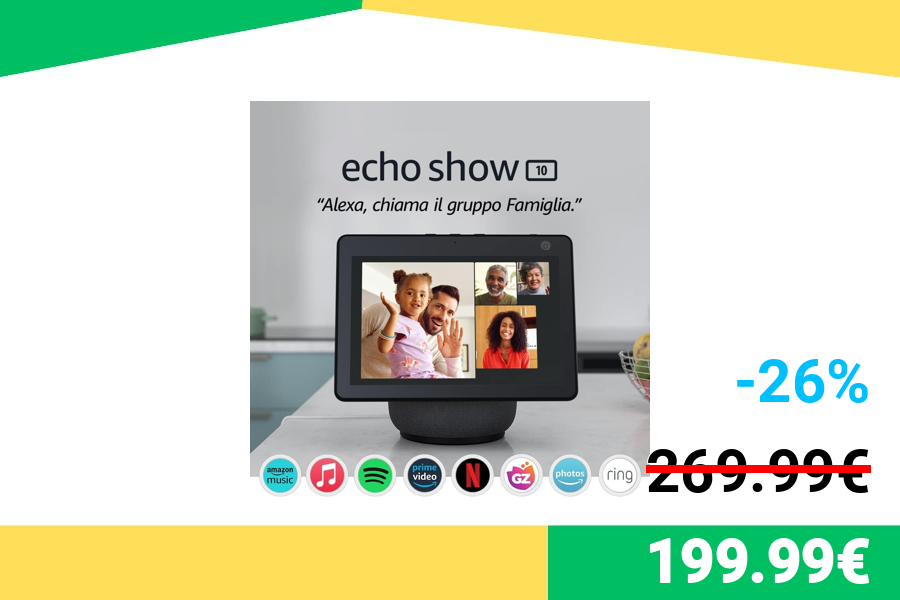 echo show 10
“Alexa, chiama il gruppo Famiglia.”
-26%
amazon music
prime video
N
GZ
photos
ring
269.99€
199.99€